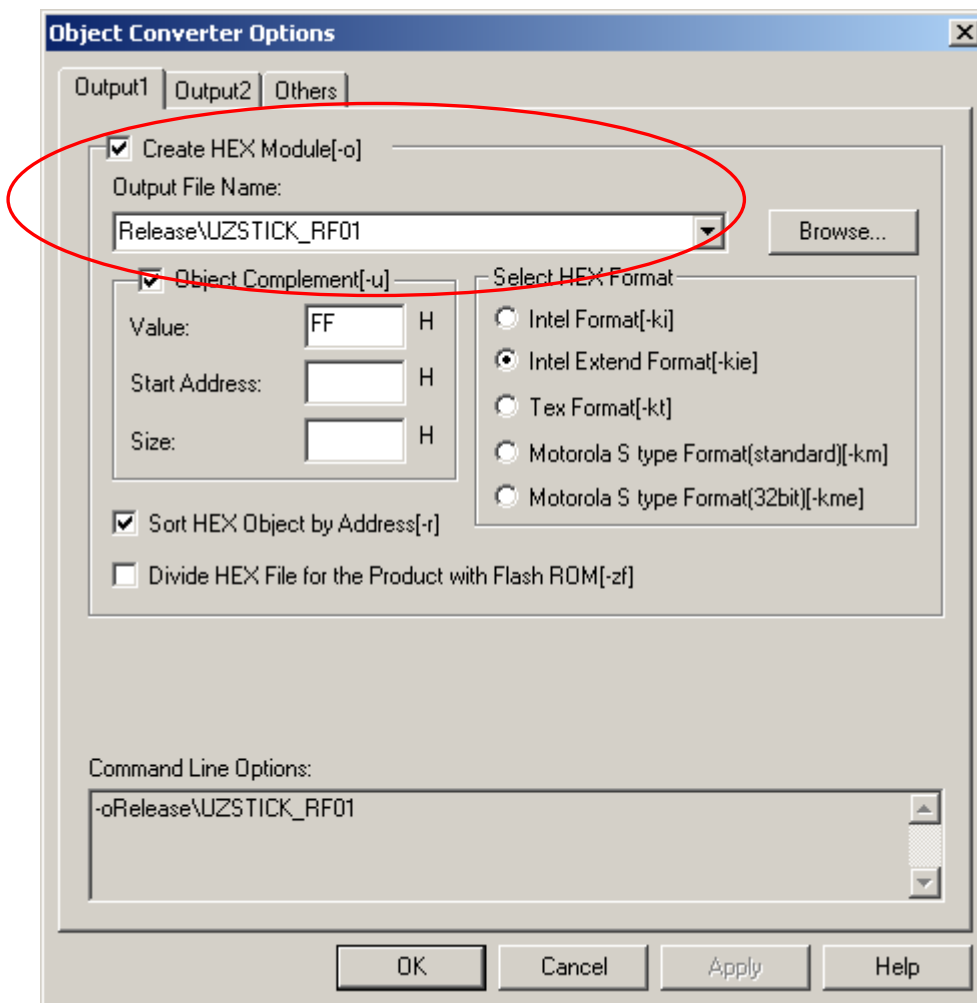 Object Converter Options
Output1 Output2 Others
Create HEX Module[-o]
Output File Name:
Release\UZSTICK_RF01
Browse...
Object Complement[-u]
Value: FF H
Start Address: H
Size: H
Select HEX Format
Intel Format[-ki]
Intel Extend Format[-kie]
Tex Format[-kt]
Motorola S type Format(standard)[-km]
Motorola S type Format(32bit)[-kme]
Sort HEX Object by Address[-r]
Divide HEX File for the Product with Flash ROM[-zf]
Command Line Options:
-oRelease\UZSTICK_RF01
OK Cancel Apply Help